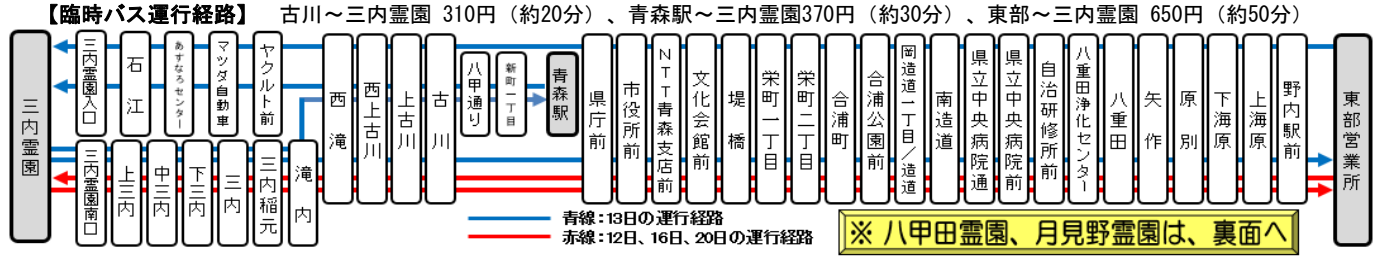 【臨時バス運行経路】 古川～三内霊園 310円（約20分）、青森駅～三内霊園370円（約30分）、東部～三内霊園 650円（約50分）
三内霊園
三内霊園入口
石江
あすなろセンター
マツダ自動車
ヤクルト前
三内霊園南口
上三内
中三内
下三内
三内
三内稲元
滝内
西滝
西上古川
上古川
古川
八甲通り
新町一丁目
青森駅
県庁前
市役所前
NTT青森支店前
文化会館前
堤橋
栄町一丁目
栄町二丁目
合浦町
合浦公園前
岡造道一丁目/造道
南造道
県立中央病院通
県立中央病院前
自治研修所前
八重田浄化センター
八重田
矢作
原別
下海原
上海原
野内駅前
東部営業所
青線：13日の運行経路
赤線：12日、16日、20日の運行経路
※ 八甲田霊園、月見野霊園は、裏面へ